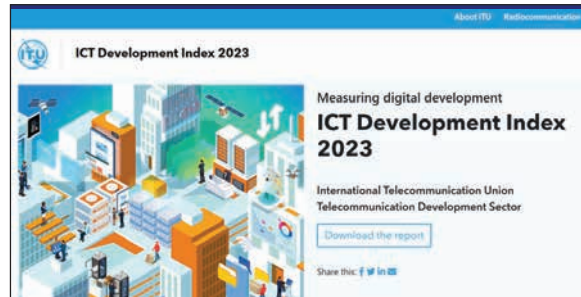 About ITU Radiocommunication
ITU
ICT Development Index 2023
Measuring digital development
ICT Development Index
2023
International Telecommunication Union
Telecommunication Development Sector
Download the report
Share this: